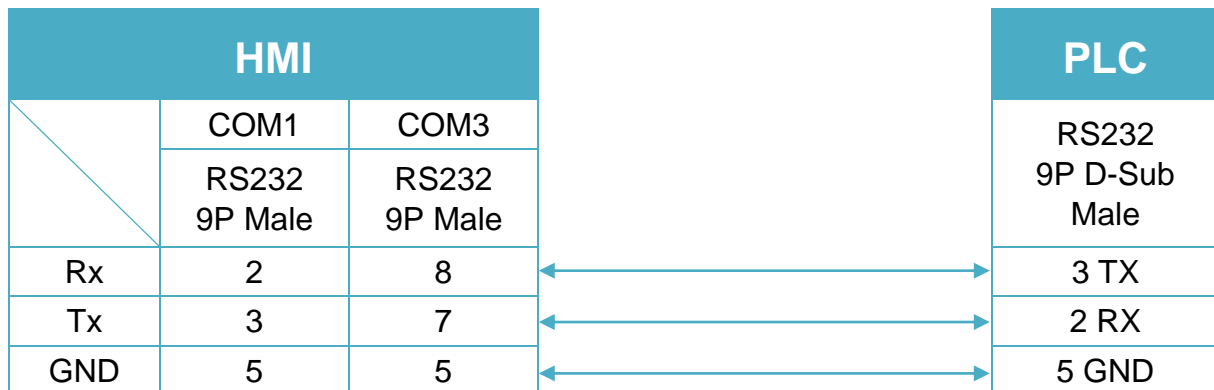 HMI
PLC
COM1 COM3
RS232
9P Male
RS232
9P Male
RS232
9P D-Sub
Male
Rx 2 8 3 TX
Tx 3 7 2 RX
GND 5 5 5 GND